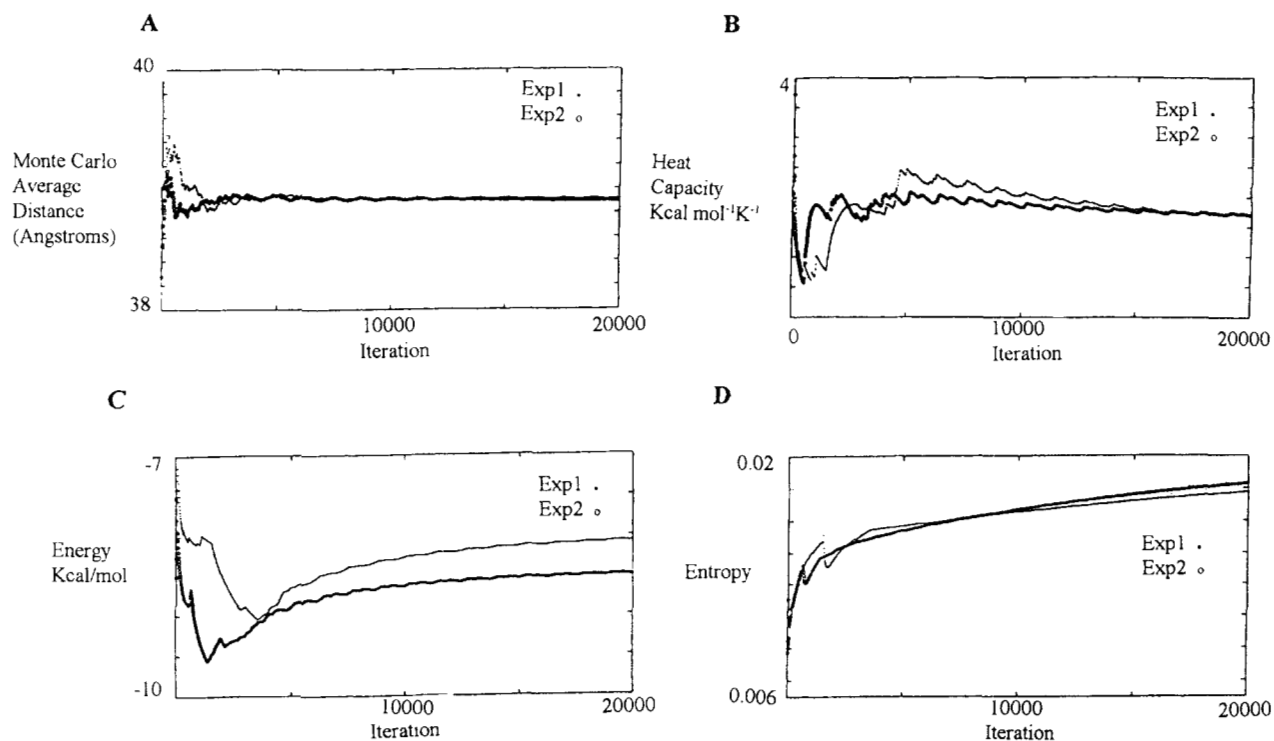 A
40
Exp1 .
Exp2 o
Monte Carlo
Average
Distance
(Angstroms)
38
10000
20000
Iteration
B
4
Exp1 .
Exp2 o
Heat
Capacity
Kcal mol⁻¹K⁻¹
0
10000
20000
Iteration
C
-7
Exp1 .
Exp2 o
Energy
Kcal/mol
-10
10000
20000
Iteration
D
0.02
Exp1 .
Exp2 o
Entropy
0.006
10000
20000
Iteration